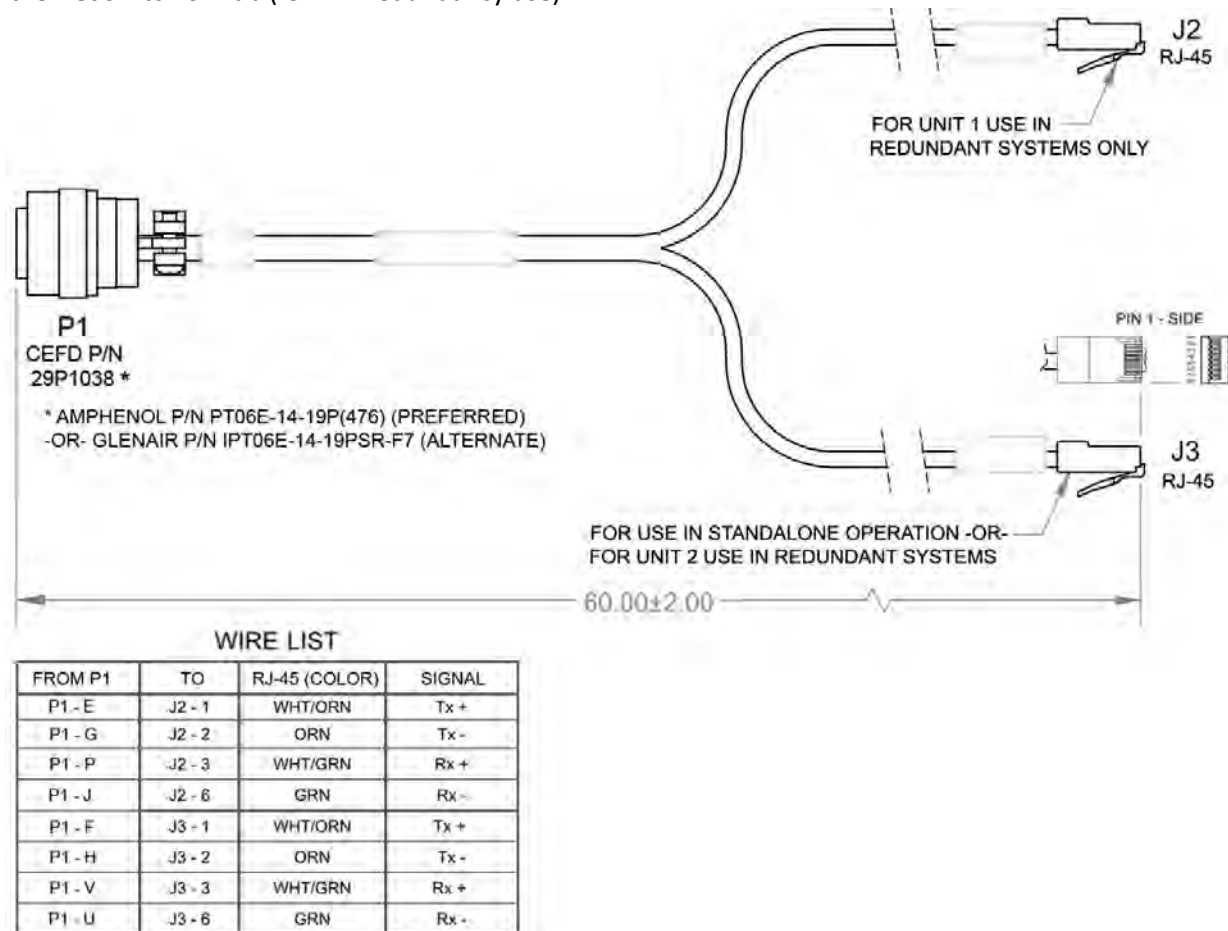 J2
RJ-45
FOR UNIT 1 USE IN
REDUNDANT SYSTEMS ONLY
P1
CEFD P/N
29P1038 *
* AMPHENOL P/N PT06E-14-19P(476) (PREFERRED)
-OR- GLENAIR P/N IPT06E-14-19PSR-F7 (ALTERNATE)
PIN 1 - SIDE
87654321
J3
RJ-45
FOR USE IN STANDALONE OPERATION -OR-
FOR UNIT 2 USE IN REDUNDANT SYSTEMS
60.00±2.00
WIRE LIST
FROM P1 TO RJ-45 (COLOR) SIGNAL
P1 - E J2 - 1 WHT/ORN Tx +
P1 - G J2 - 2 ORN Tx -
P1 - P J2 - 3 WHT/GRN Rx +
P1 - J J2 - 6 GRN Rx -
P1 - F J3 - 1 WHT/ORN Tx +
P1 - H J3 - 2 ORN Tx -
P1 - V J3 - 3 WHT/GRN Rx +
P1 - U J3 - 6 GRN Rx -